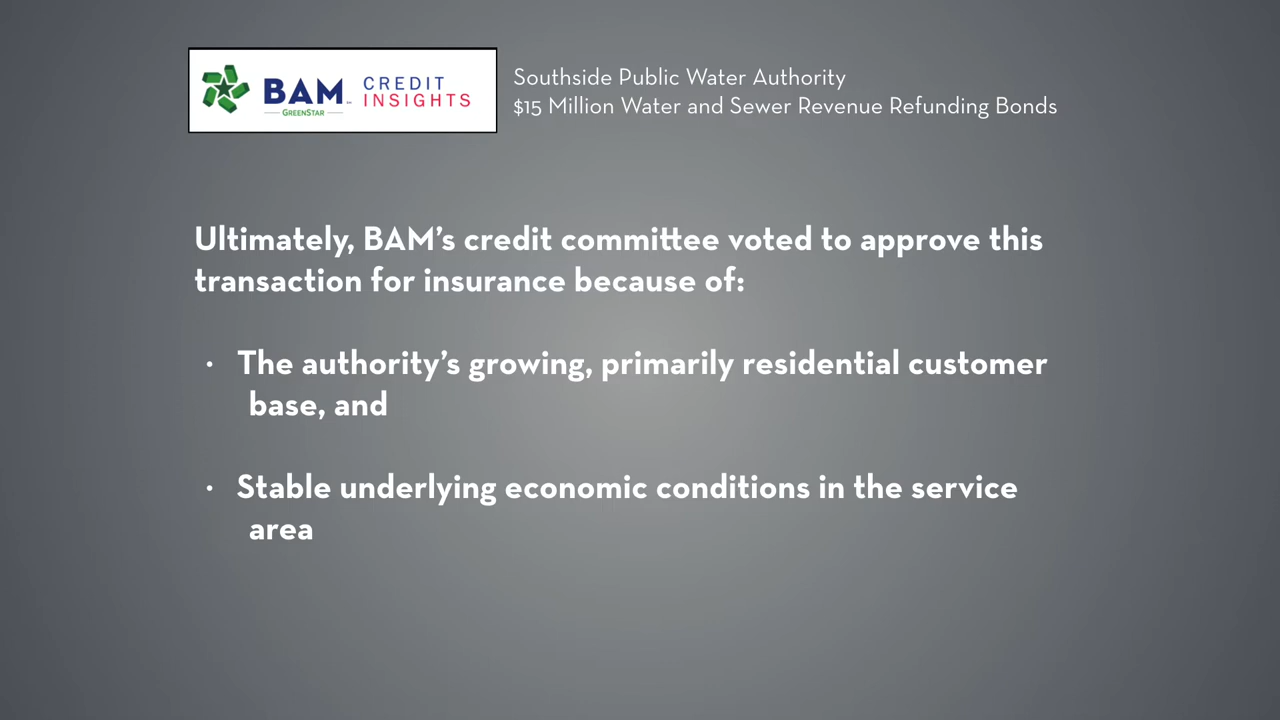 BAM
GREENSTAR
CREDIT
INSIGHTS
Southside Public Water Authority
$15 Million Water and Sewer Revenue Refunding Bonds
Ultimately, BAM's credit committee voted to approve this
transaction for insurance because of:
• The authority's growing, primarily residential customer
base, and
• Stable underlying economic conditions in the service
area